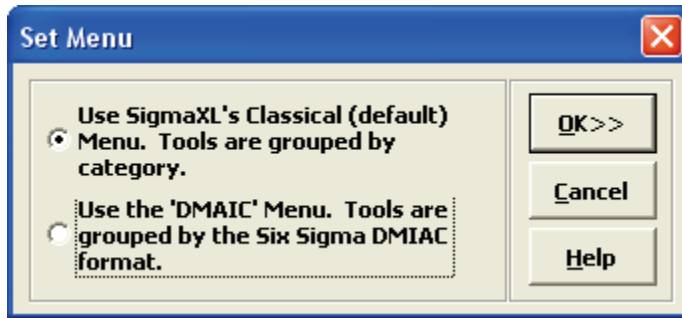 Set Menu
Use SigmaXL's Classical (default)
Menu.  Tools are grouped by
category.
Use the 'DMAIC' Menu.  Tools are
grouped by the Six Sigma DMIAC
format.
OK>>
Cancel
Help